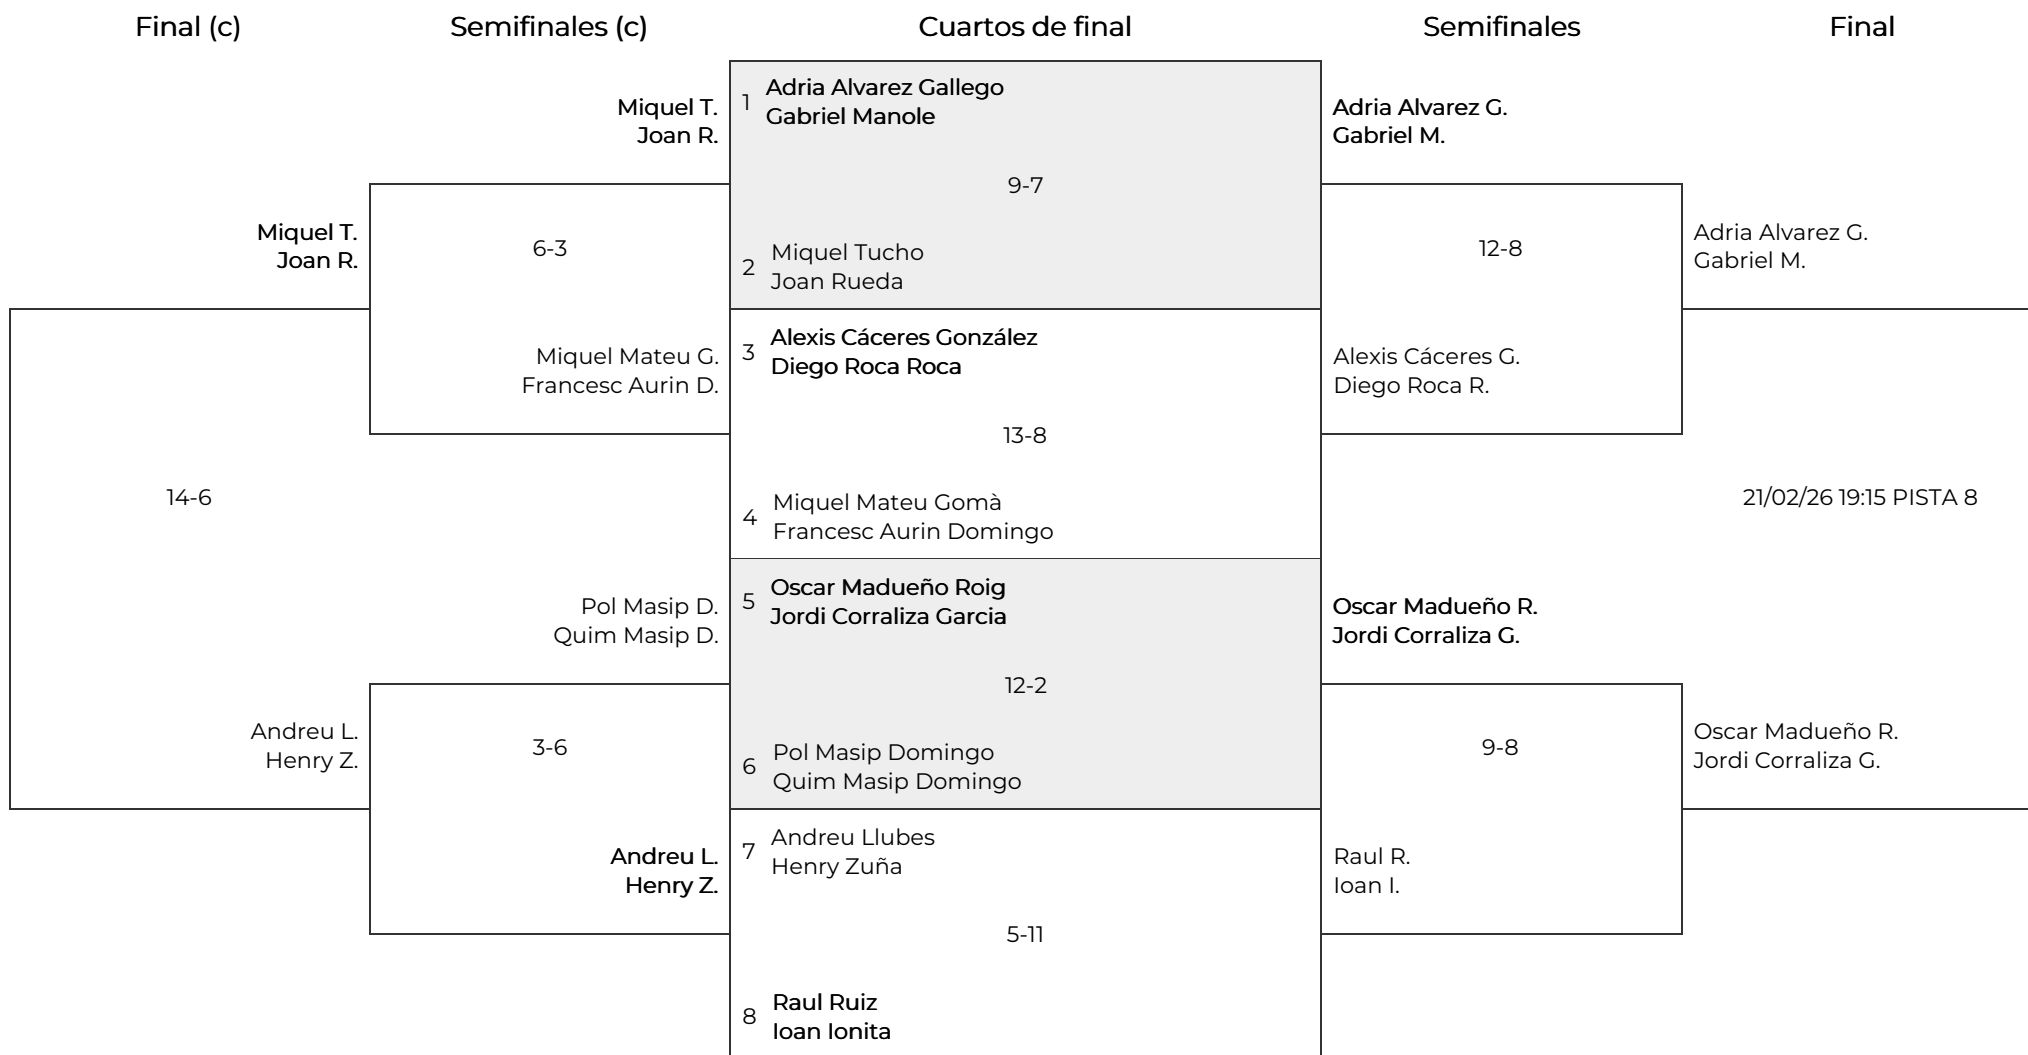 Final (c)
Semifinales (c)
Cuartos de final
Semifinales
Final
Miquel T.
Joan R.
6-3
Miquel Mateu G.
Francesc Aurin D.
Miquel T.
Joan R.
14-6
Andreu L.
Henry Z.
Pol Masip D.
Quim Masip D.
3-6
Andreu L.
Henry Z.
1 Adria Alvarez Gallego
Gabriel Manole
9-7
2 Miquel Tucho
Joan Rueda
3 Alexis Cáceres González
Diego Roca Roca
13-8
4 Miquel Mateu Gomà
Francesc Aurin Domingo
5 Oscar Madueño Roig
Jordi Corraliza Garcia
12-2
6 Pol Masip Domingo
Quim Masip Domingo
7 Andreu Llubes
Henry Zuña
5-11
8 Raul Ruiz
Ioan Ionita
Adria Alvarez G.
Gabriel M.
12-8
Alexis Cáceres G.
Diego Roca R.
Oscar Madueño R.
Jordi Corraliza G.
9-8
Raul R.
Ioan I.
Adria Alvarez G.
Gabriel M.
21/02/26 19:15 PISTA 8
Oscar Madueño R.
Jordi Corraliza G.